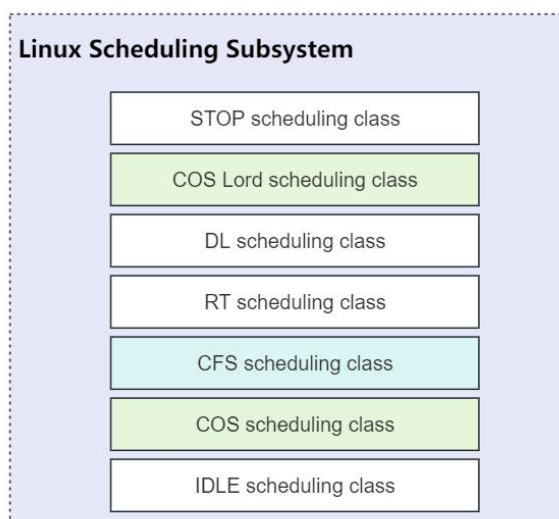 Linux Scheduling Subsystem
STOP scheduling class
COS Lord scheduling class
DL scheduling class
RT scheduling class
CFS scheduling class
COS scheduling class
IDLE scheduling class